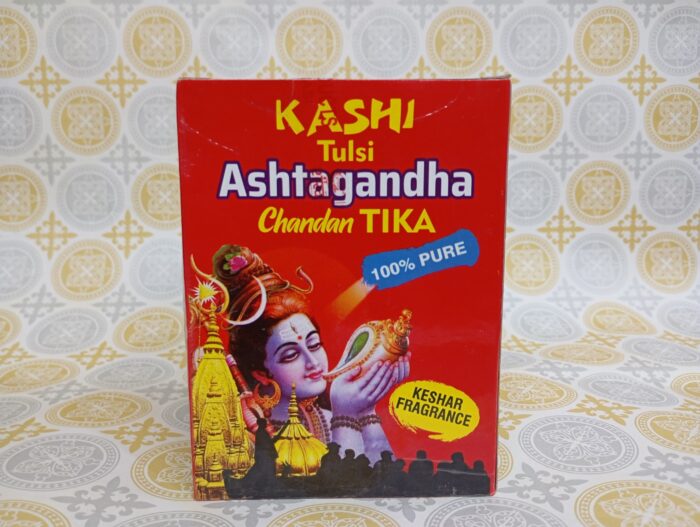 KASHI
Tulsi
Ashtagandha
Chandan TIKA
100% PURE
KESHAR
FRAGRANCE